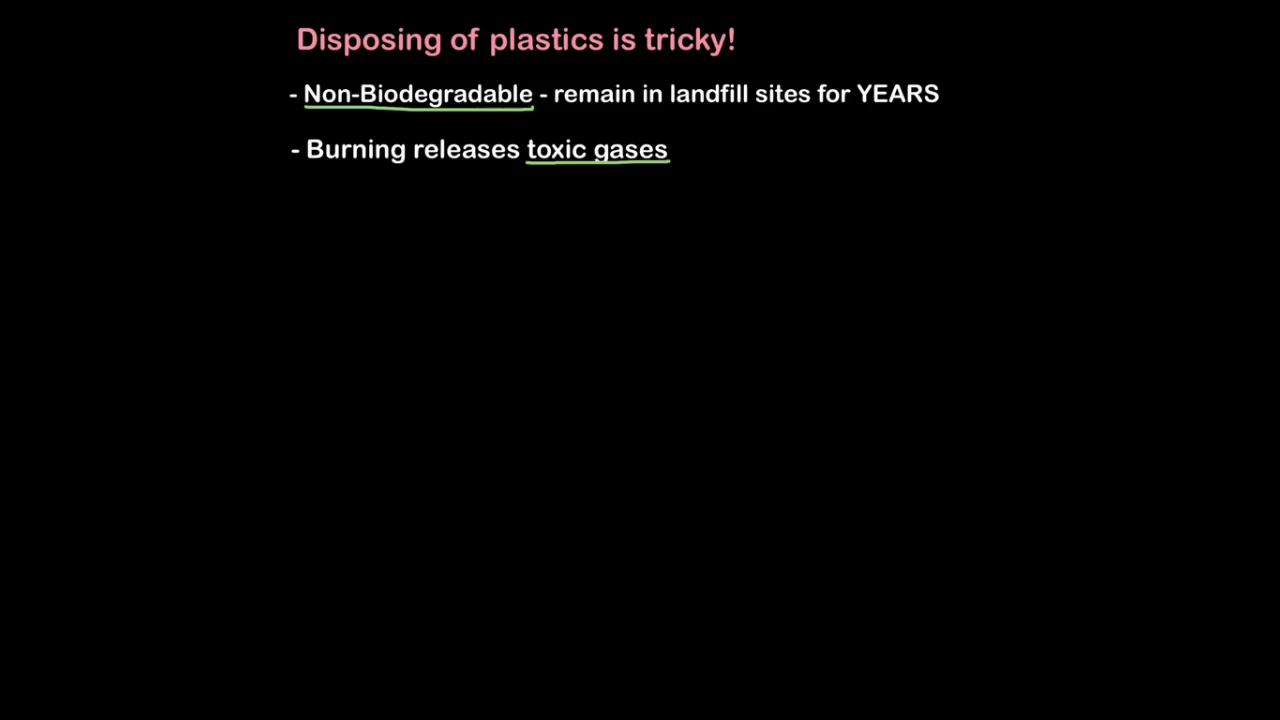 Disposing of plastics is tricky!
- Non-Biodegradable - remain in landfill sites for YEARS
- Burning releases toxic gases